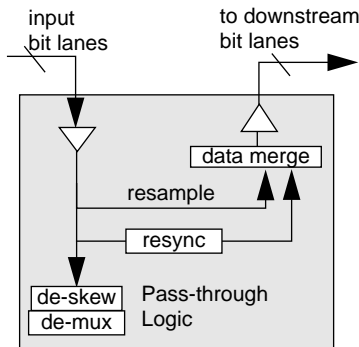 input
bit lanes
to downstream
bit lanes
data merge
resample
resync
de-skew
de-mux
Pass-through
Logic